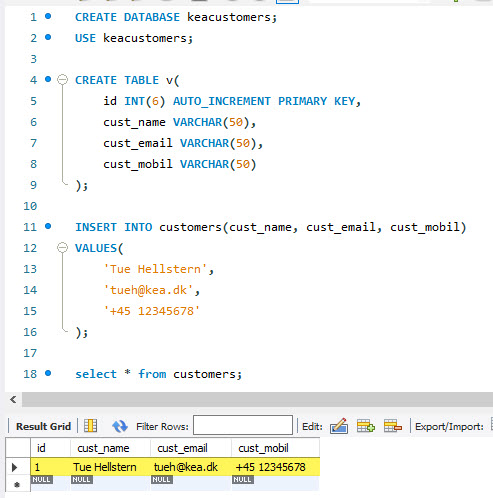 1 CREATE DATABASE keacustomers;
2 USE keacustomers;
3
4 CREATE TABLE v(
5 id INT(6) AUTO_INCREMENT PRIMARY KEY,
6 cust_name VARCHAR(50),
7 cust_email VARCHAR(50),
8 cust_mobil VARCHAR(50)
9 );
10
11 INSERT INTO customers(cust_name, cust_email, cust_mobil)
12 VALUES(
13 'Tue Hellstern',
14 'tueh@kea.dk',
15 '+45 12345678'
16 );
17
18 select * from customers;
Result Grid Filter Rows: Edit: Export/Import:
id cust_name cust_email cust_mobil
1 Tue Hellstern tueh@kea.dk +45 12345678
NULL NULL NULL NULL